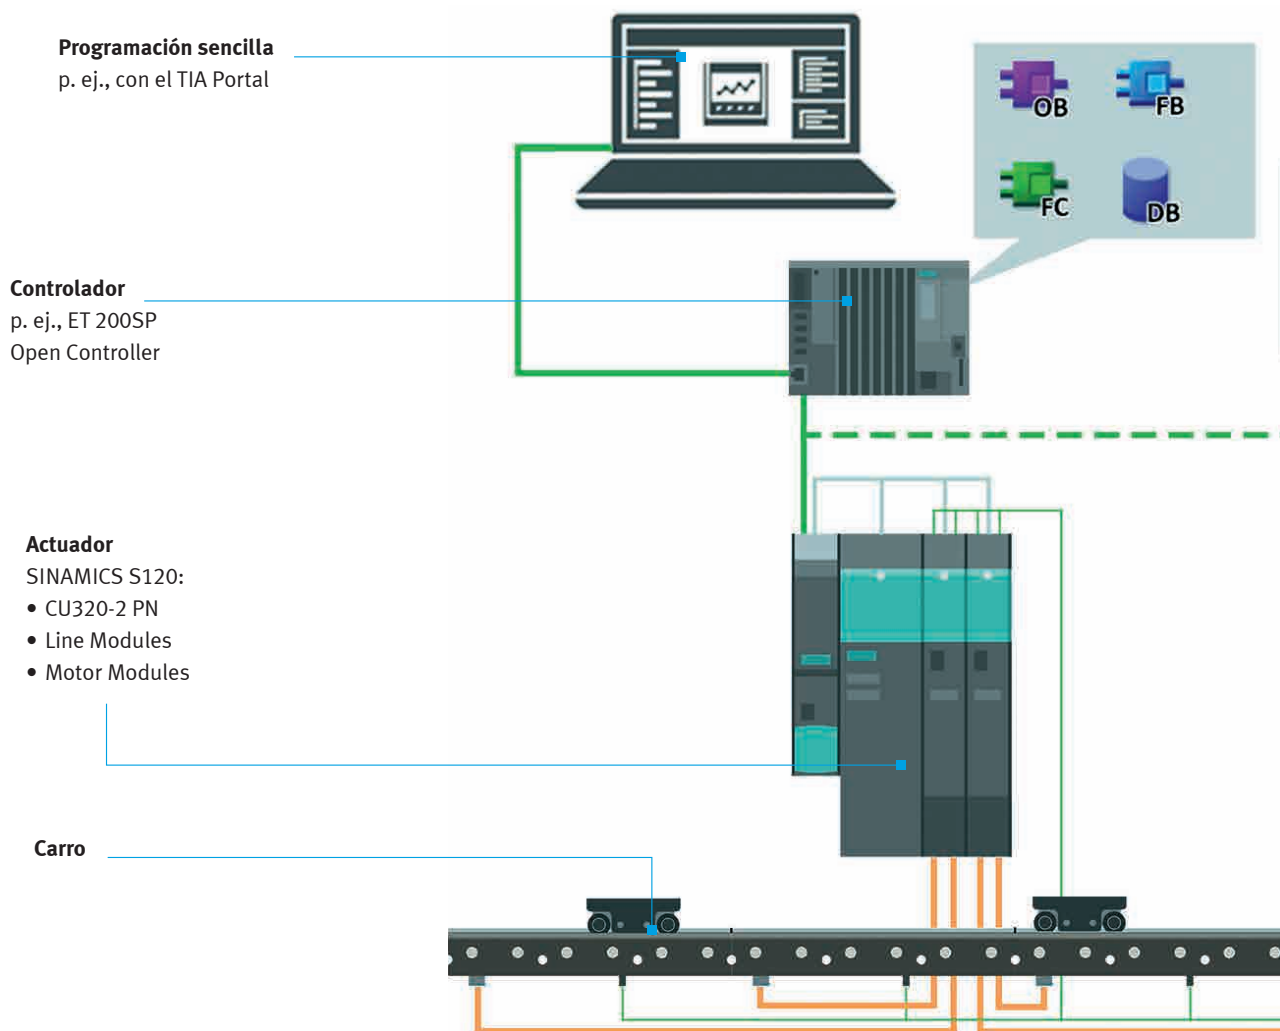 Programación sencilla
p. ej., con el TIA Portal
OB
FB
FC
DB
Controlador
p. ej., ET 200SP
Open Controller
Actuador
SINAMICS S120:
• CU320-2 PN
• Line Modules
• Motor Modules
Carro